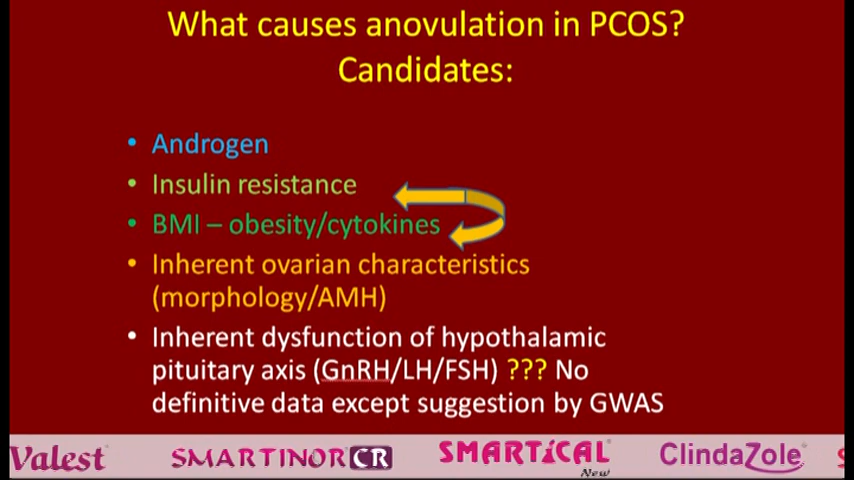 What causes anovulation in PCOS?
Candidates:
• Androgen
• Insulin resistance
• BMI – obesity/cytokines
• Inherent ovarian characteristics
(morphology/AMH)
• Inherent dysfunction of hypothalamic
pituitary axis (GnRH/LH/FSH) ??? No
definitive data except suggestion by GWAS
Valest SMARTINOR CR SMARTiCAL New ClindaZole